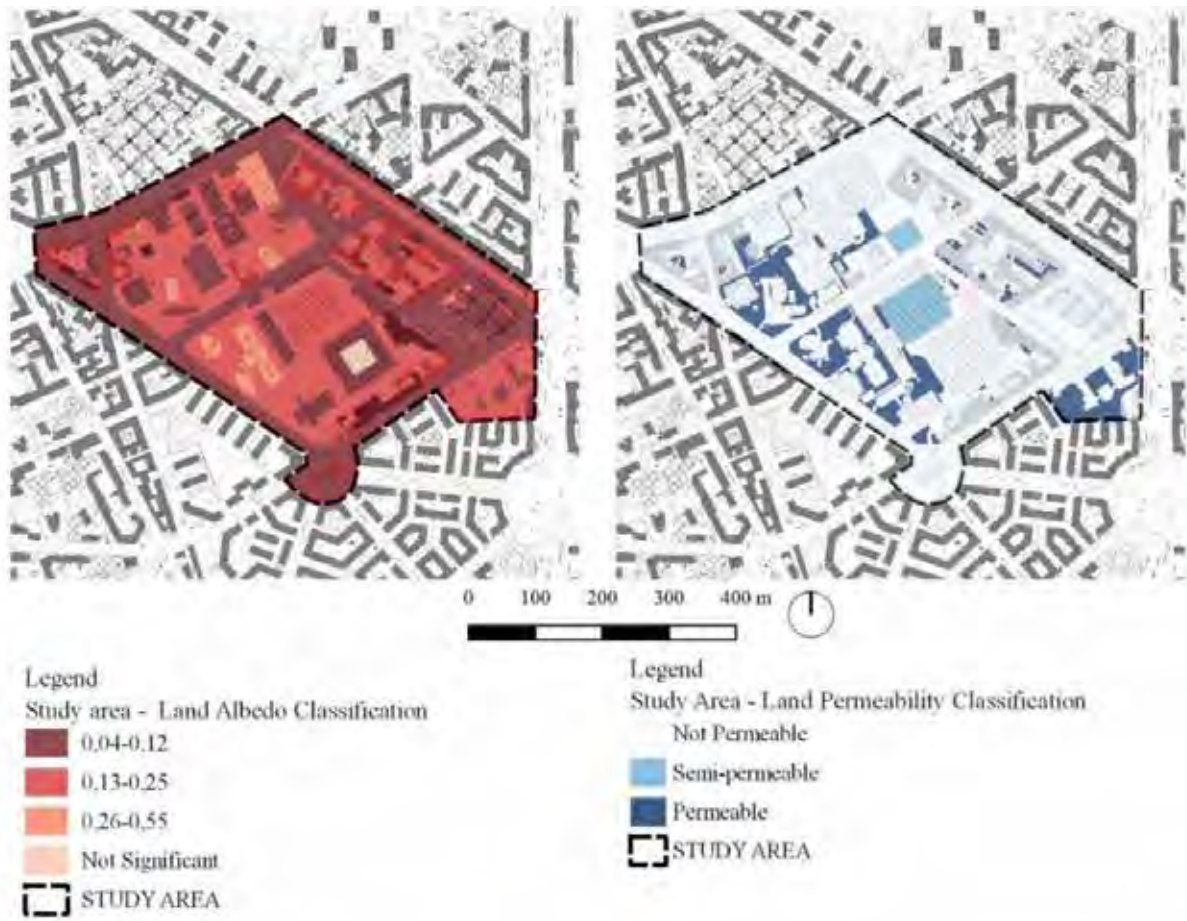 0 100 200 300 400 m
Legend
Study area - Land Albedo Classification
0.04-0.12
0.13-0.25
0.26-0.55
Not Significant
STUDY AREA
Legend
Study Area - Land Permeability Classification
Not Permeable
Semi-permeable
Permeable
STUDY AREA